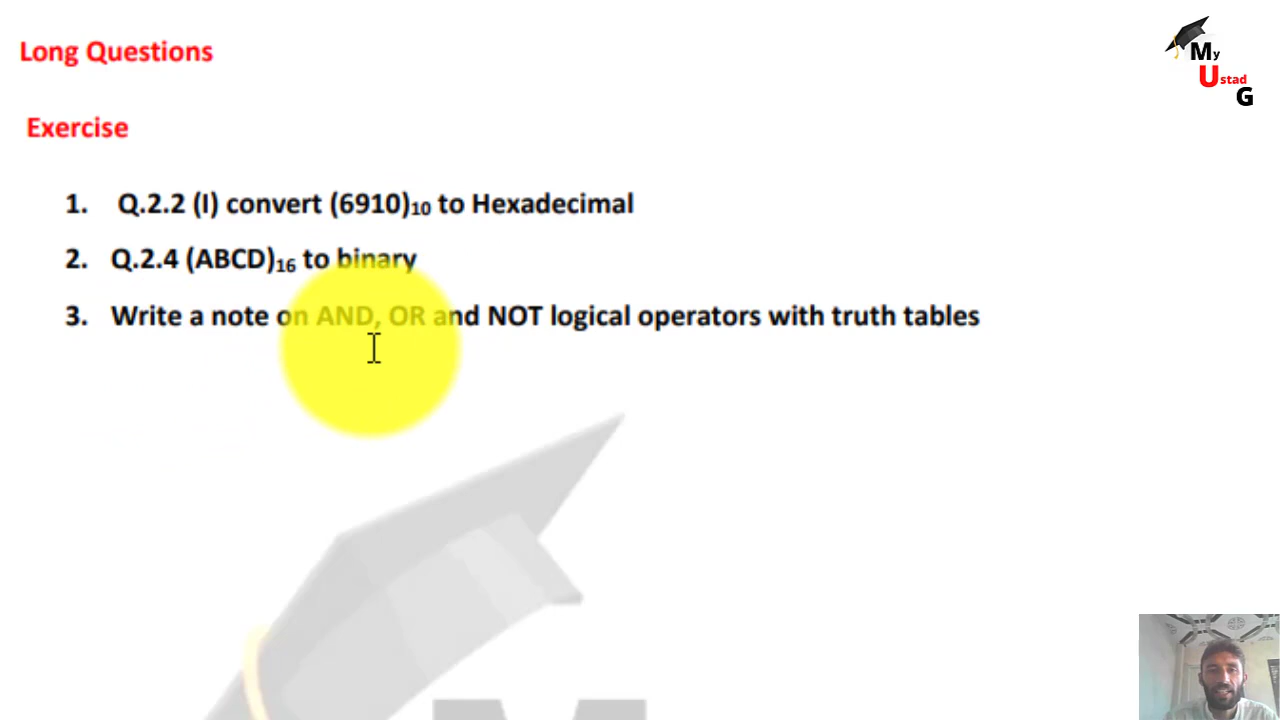 Long Questions
My
Ustad
G
Exercise
1. Q.2.2 (I) convert (6910)₁₀ to Hexadecimal
2. Q.2.4 (ABCD)₁₆ to binary
3. Write a note on AND, OR and NOT logical operators with truth tables
M